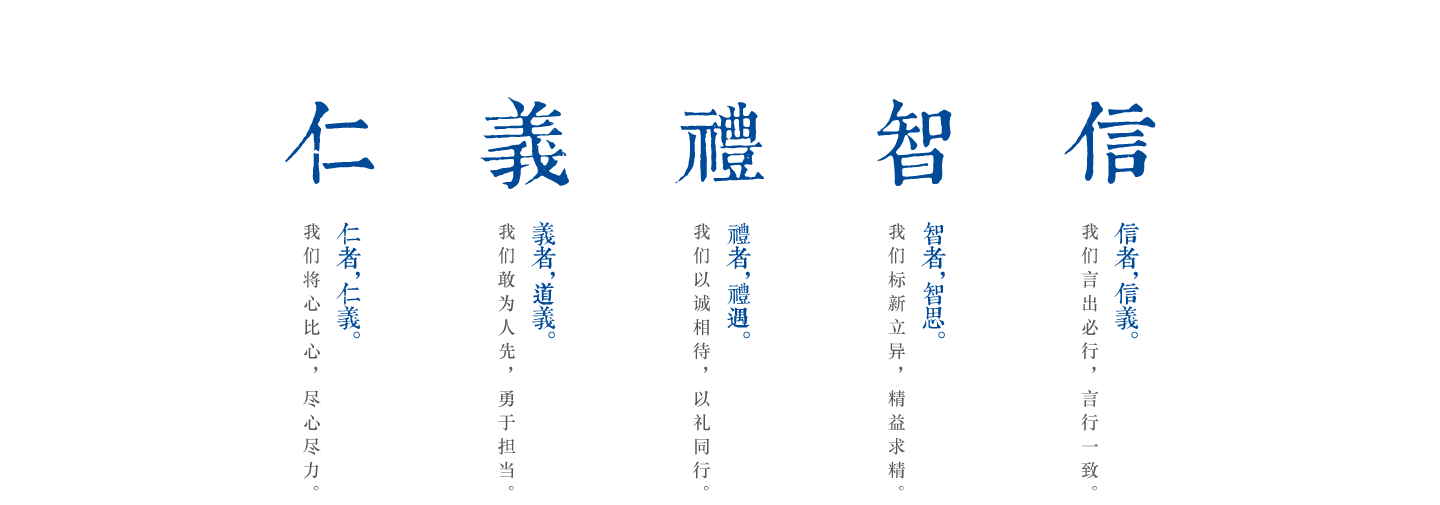 仁
仁者，仁義。
我们将心比心，尽心尽力。
義
義者，道義。
我们敢为人先，勇于担当。
禮
禮者，禮遇。
我们以诚相待，以礼同行。
智
智者，智思。
我们标新立异，精益求精。
信
信者，信義。
我们言出必行，言行一致。